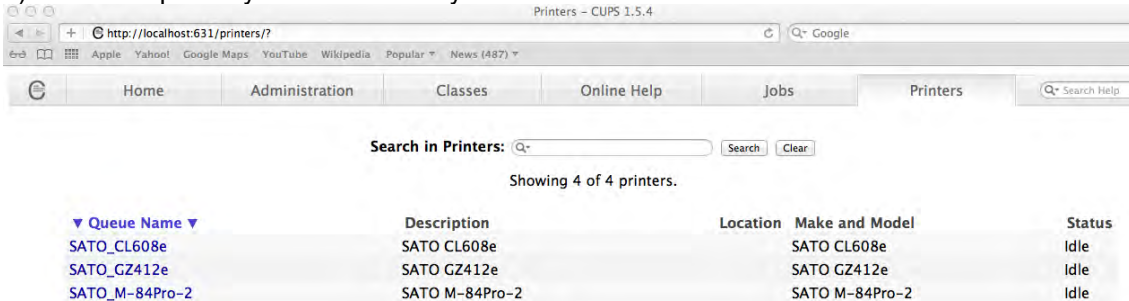 Printers – CUPS 1.5.4
http://localhost:631/printers/?
Google
Apple Yahoo! Google Maps YouTube Wikipedia Popular News (487)
Home Administration Classes Online Help Jobs Printers Search Help
Search in Printers: Search Clear
Showing 4 of 4 printers.
▼ Queue Name ▼ Description Location Make and Model Status
SATO_CL608e SATO CL608e SATO CL608e Idle
SATO_GZ412e SATO GZ412e SATO GZ412e Idle
SATO_M-84Pro-2 SATO M-84Pro-2 SATO M-84Pro-2 Idle